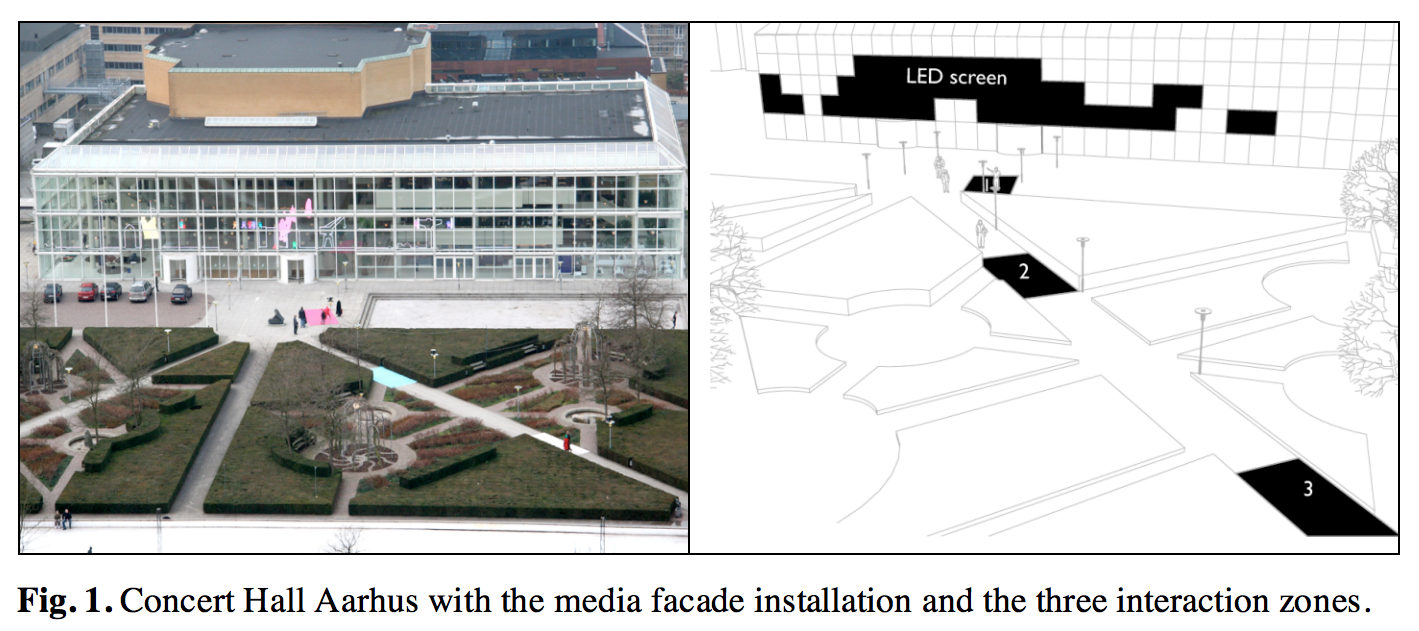 LED screen
1
2
3
Fig. 1. Concert Hall Aarhus with the media facade installation and the three interaction zones.